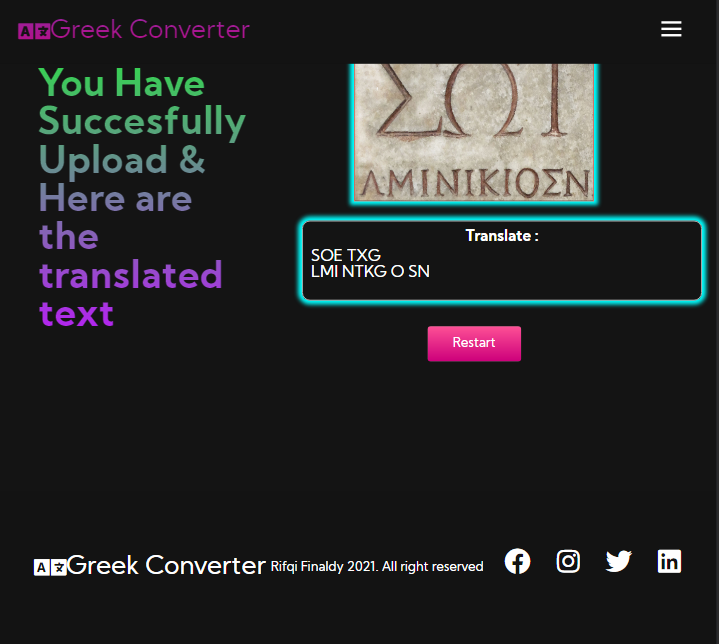 Greek Converter
You Have
Succesfully
Upload &
Here are
the
translated
text
ΛΜΙΝΙΚΙΟΣΝ
Translate :
SOE TXG
LMI NTKG O SN
Restart
Greek Converter Rifqi Finaldy 2021. All right reserved